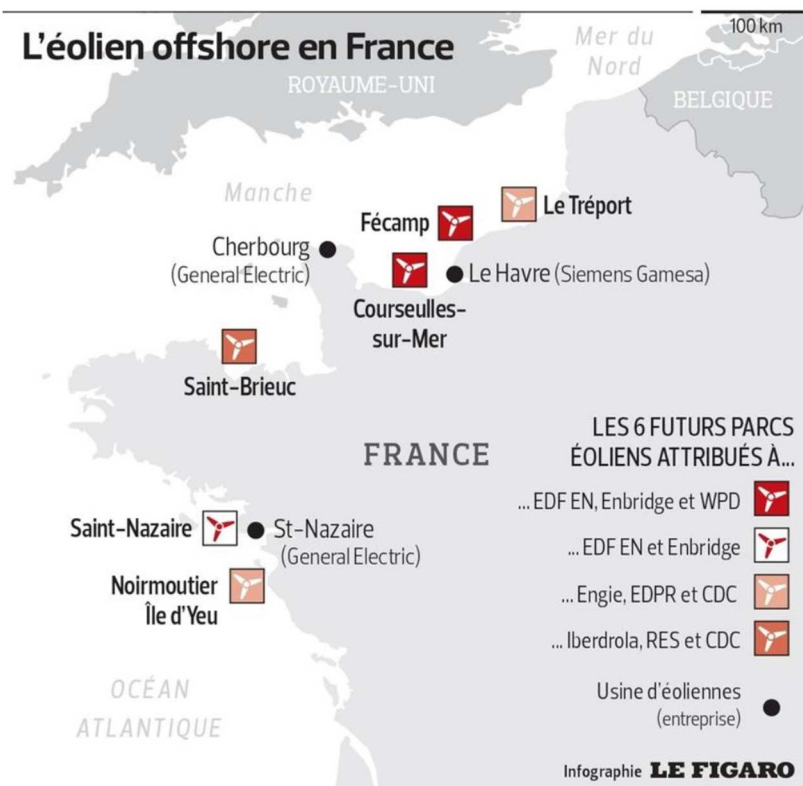 100 km
L'éolien offshore en France
Mer du
Nord
ROYAUME-UNI
BELGIQUE
Manche
Le Tréport
Fécamp
Cherbourg
(General Electric)
Le Havre (Siemens Gamesa)
Courseulles-
sur-Mer
Saint-Brieuc
FRANCE
LES 6 FUTURS PARCS
ÉOLIENS ATTRIBUÉS À...
... EDF EN, Enbridge et WPD
... EDF EN et Enbridge
... Engie, EDPR et CDC
... Iberdrola, RES et CDC
Usine d'éoliennes
(entreprise)
Saint-Nazaire
St-Nazaire
(General Electric)
Noirmoutier
Île d'Yeu
OCÉAN
ATLANTIQUE
Infographie LE FIGARO